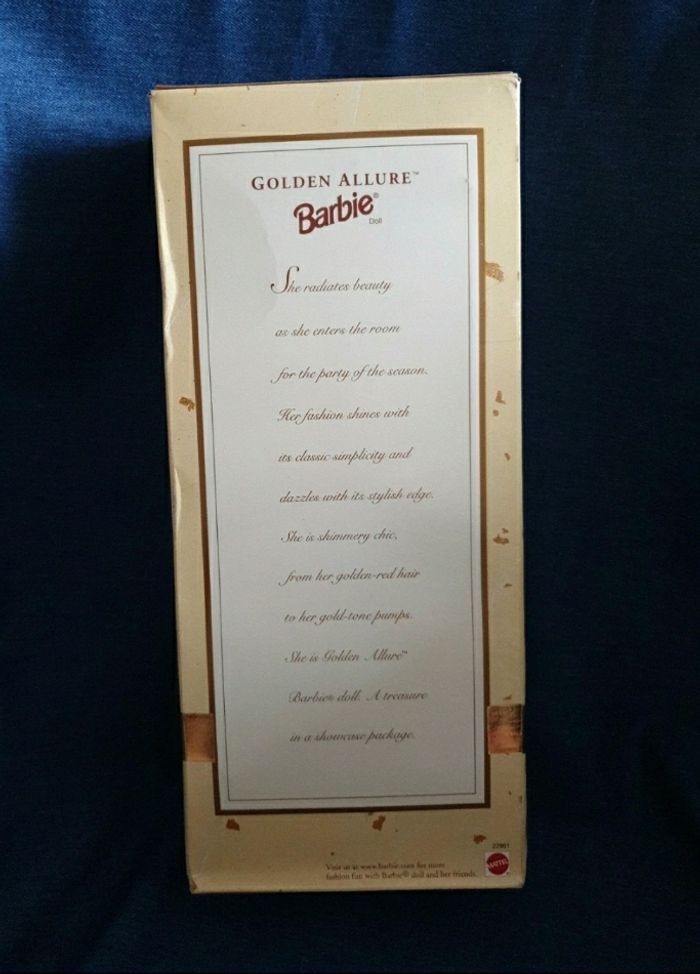 GOLDEN ALLURE™
Barbie®
Doll
She radiates beauty
as she enters the room
for the party of the season.
Her fashion shines with
its classic simplicity and
dazzles with its stylish edge.
She is shimmery chic,
from her golden-red hair
to her gold-tone pumps.
She is Golden Allure™
Barbie® doll. A treasure
in a showcase package.
22961
Visit us at www.barbie.com for more
fashion fun with Barbie® doll and her friends.
MATTEL